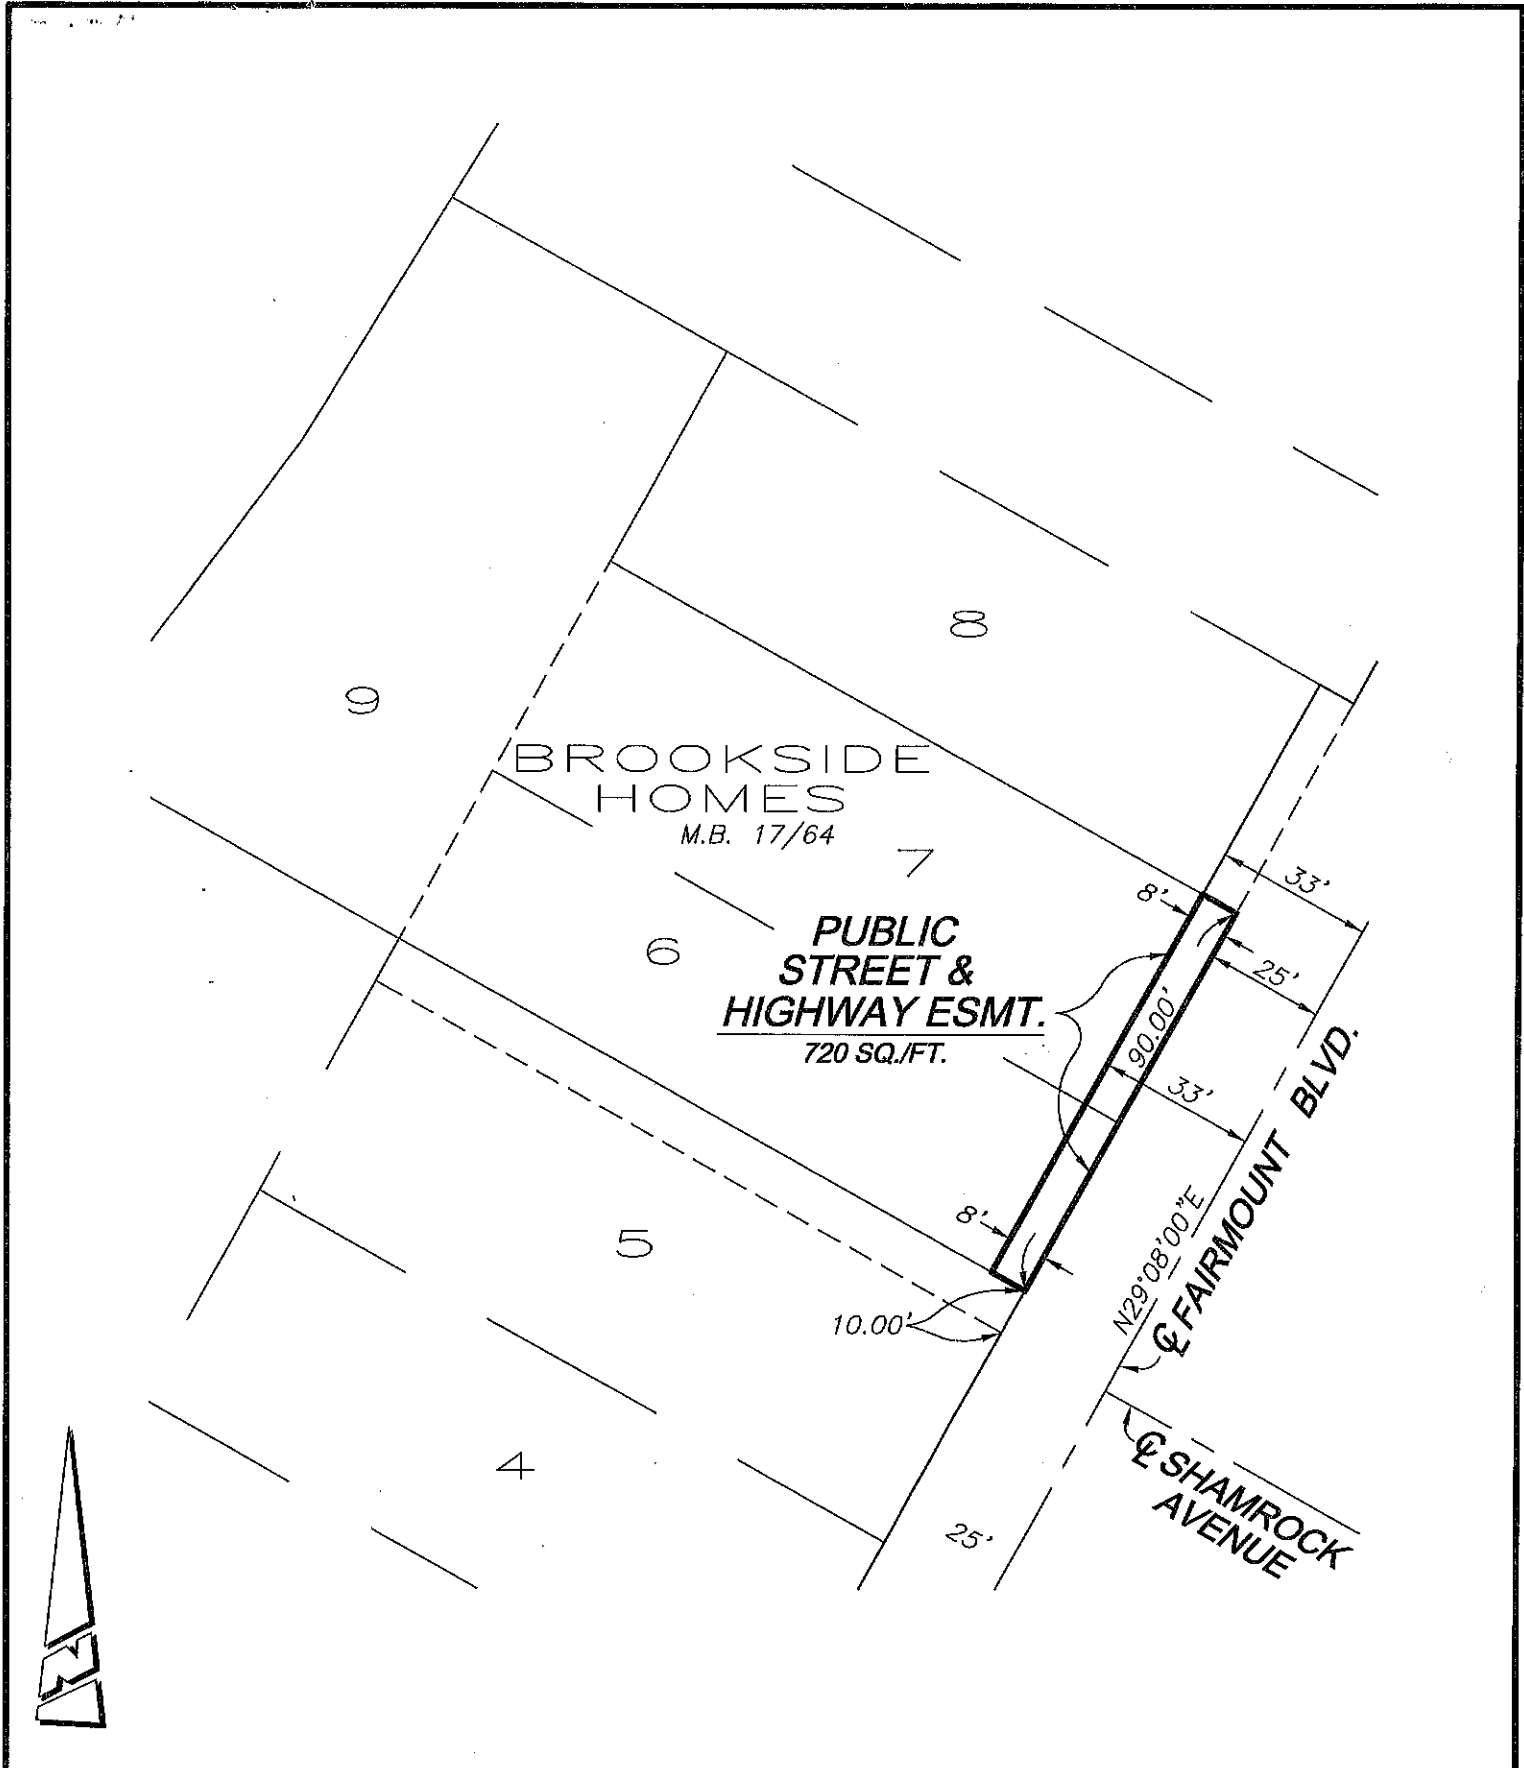 8
9
BROOKSIDE
HOMES
M.B. 17/64
7
33'
8'
PUBLIC
STREET &
HIGHWAY ESMT.
720 SQ./FT.
6
25'
90.00'
33'
BLVD.
FAIRMOUNT
N29°08'00"E
℄
8'
5
10.00'
℄ SHAMROCK
AVENUE
4
25'
N